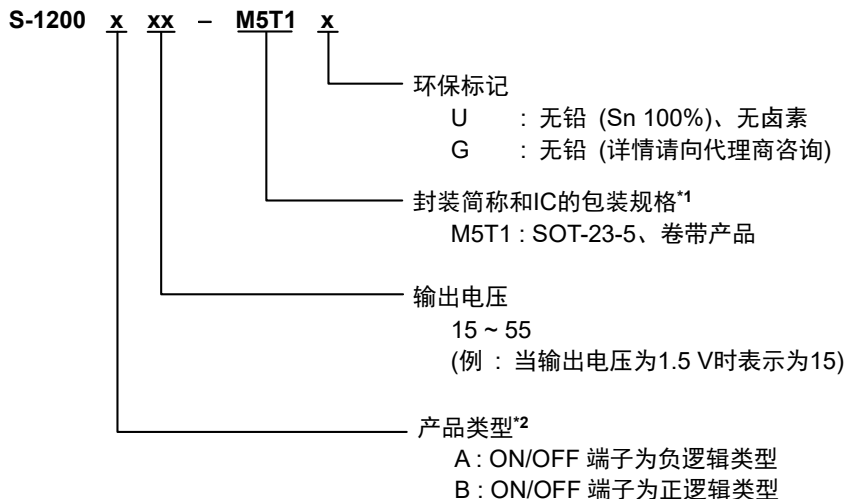 S-1200 x xx – M5T1 x
环保标记
U : 无铅 (Sn 100%)、无卤素
G : 无铅 (详情请向代理商咨询)
封装简称和IC的包装规格*1
M5T1 : SOT-23-5、卷带产品
输出电压
15 ~ 55
(例 : 当输出电压为1.5 V时表示为15)
产品类型*2
A : ON/OFF 端子为负逻辑类型
B : ON/OFF 端子为正逻辑类型